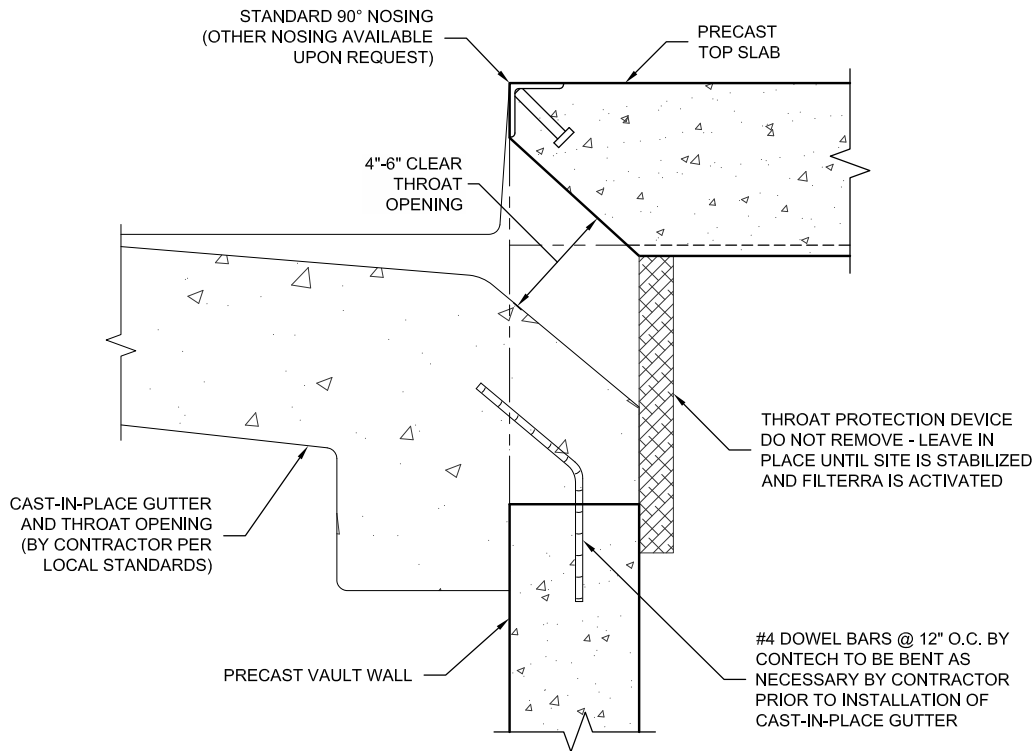 STANDARD 90° NOSING
(OTHER NOSING AVAILABLE
UPON REQUEST)
PRECAST
TOP SLAB
4"-6" CLEAR
THROAT
OPENING
THROAT PROTECTION DEVICE
DO NOT REMOVE - LEAVE IN
PLACE UNTIL SITE IS STABILIZED
AND FILTERRA IS ACTIVATED
CAST-IN-PLACE GUTTER
AND THROAT OPENING
(BY CONTRACTOR PER
LOCAL STANDARDS)
PRECAST VAULT WALL
#4 DOWEL BARS @ 12" O.C. BY
CONTECH TO BE BENT AS
NECESSARY BY CONTRACTOR
PRIOR TO INSTALLATION OF
CAST-IN-PLACE GUTTER